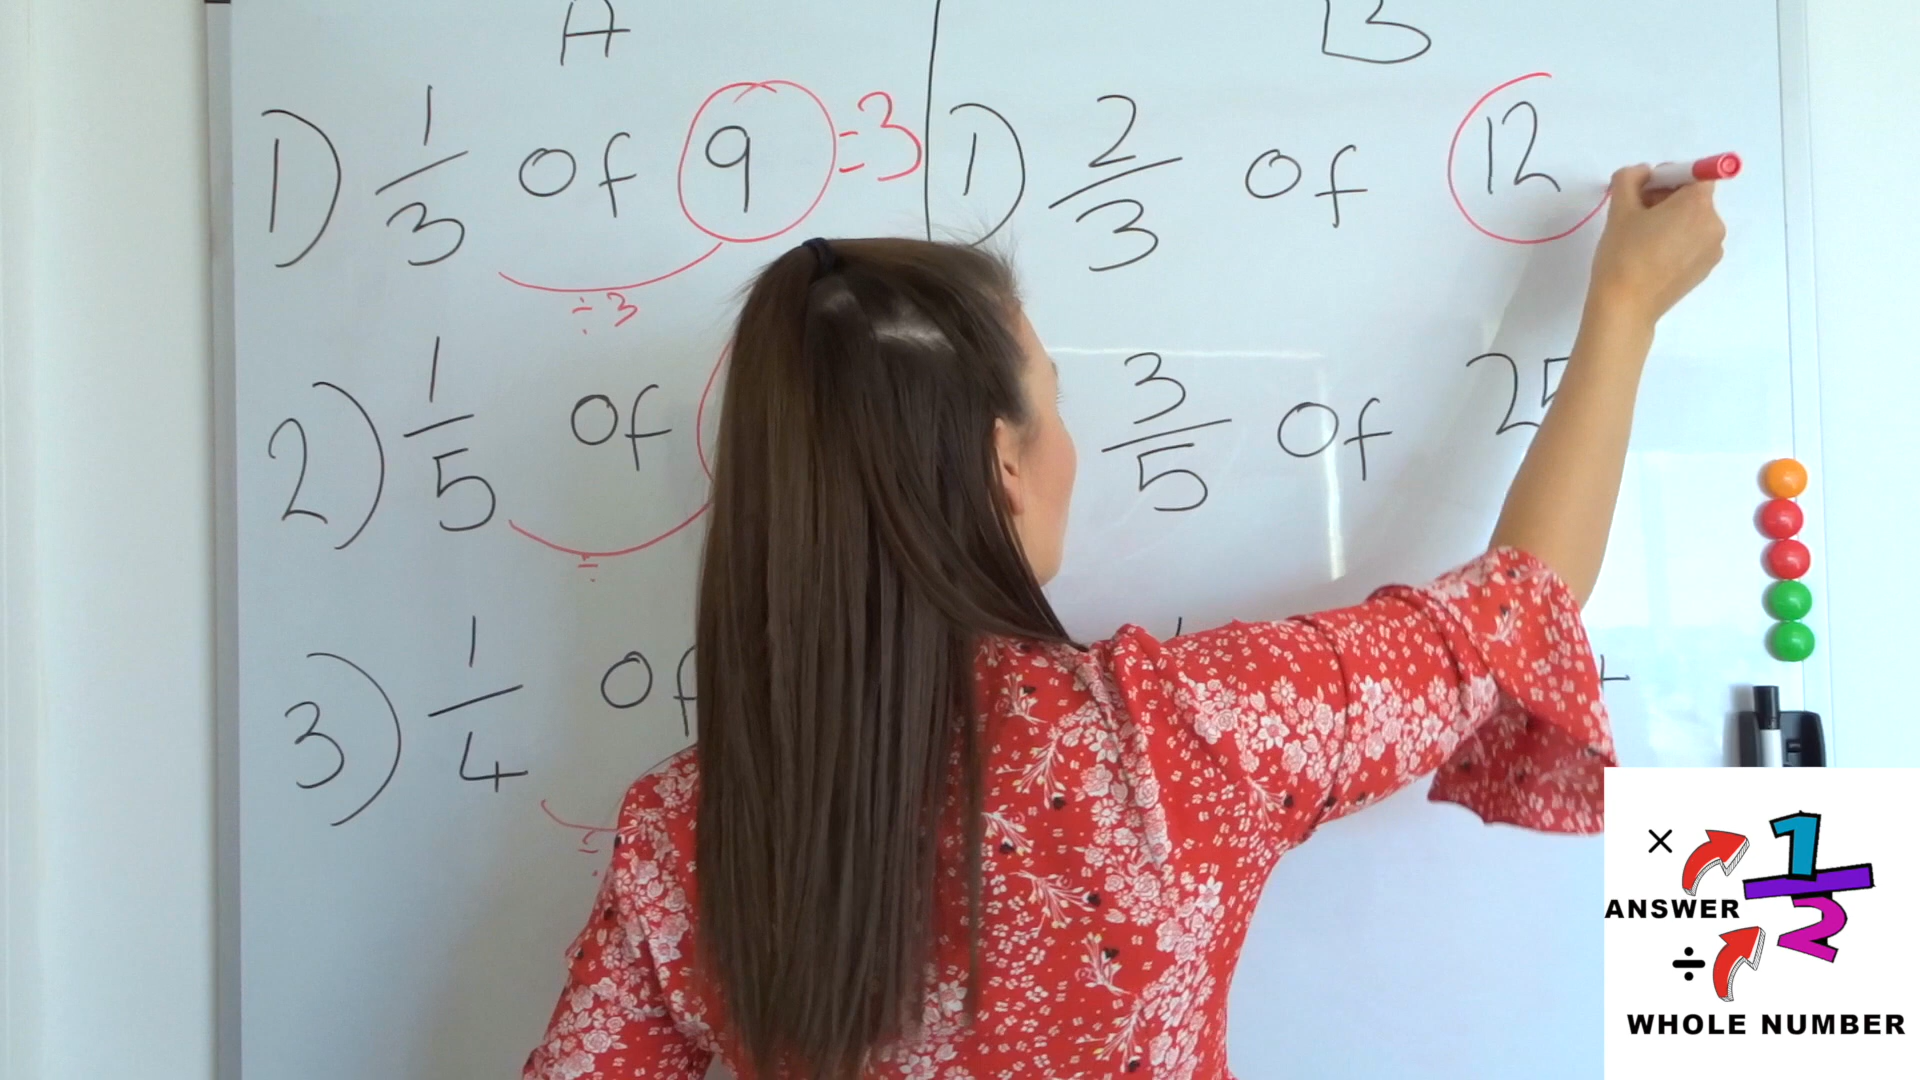 A
1) 1/3 of 9 =3
÷3
2) 1/5 of
÷
3) 1/4 of
÷
B
1) 2/3 of 12
3/5 of
×
1/2
ANSWER
÷
WHOLE NUMBER